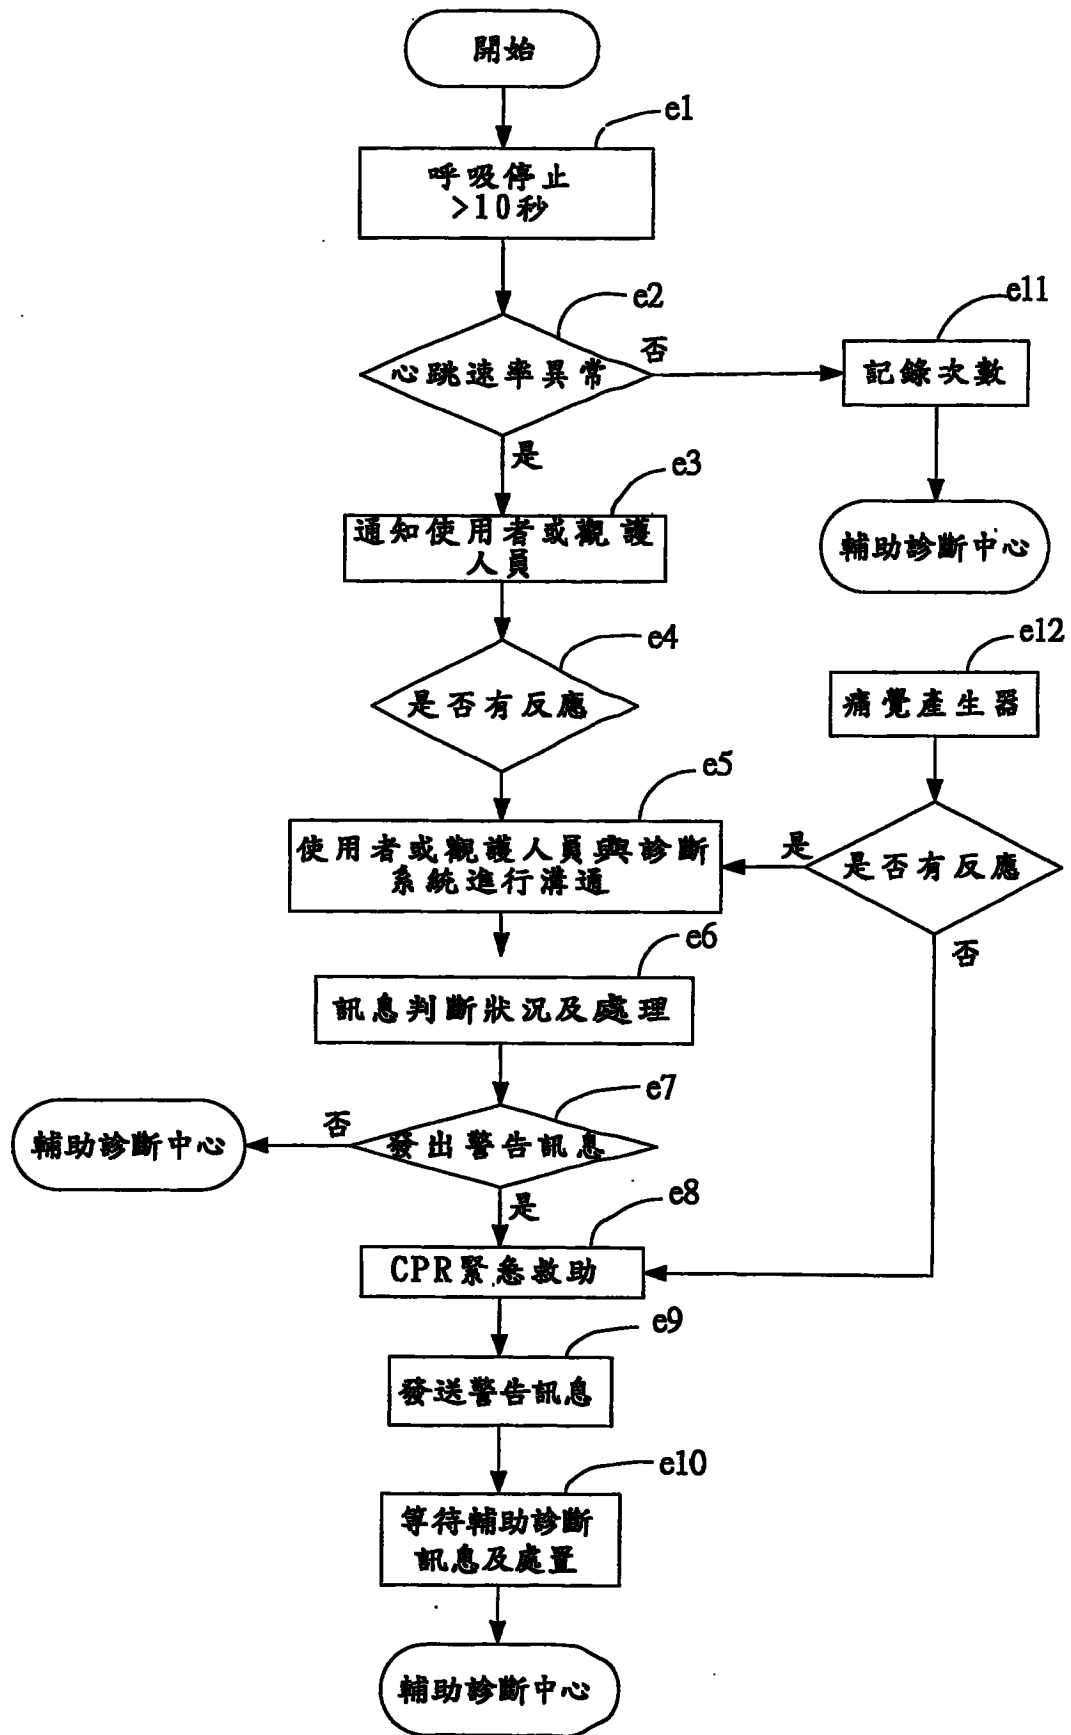 開始
e1
呼吸停止
>10秒
e2
心跳速率異常
否
e11
記錄次數
是
e3
通知使用者或觀護
人員
輔助診斷中心
e4
是否有反應
e12
痛覺產生器
e5
使用者或觀護人員與診斷
系統進行溝通
是
是否有反應
否
e6
訊息判斷狀況及處理
e7
發出警告訊息
否
輔助診斷中心
是
e8
CPR緊急救助
e9
發送警告訊息
e10
等待輔助診斷
訊息及處置
輔助診斷中心